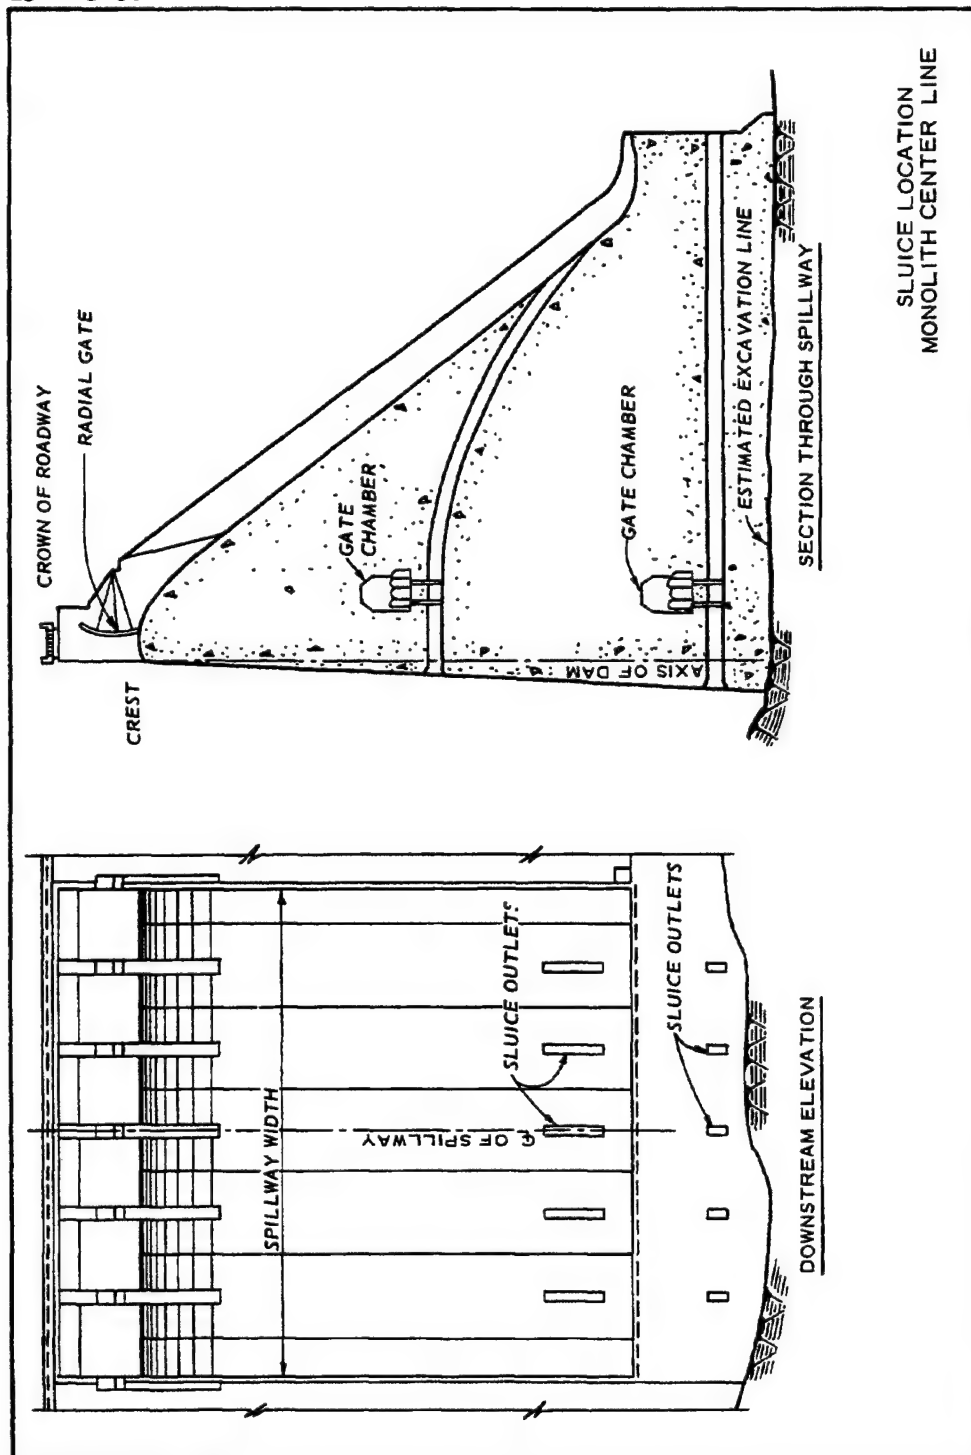 CROWN OF ROADWAY
RADIAL GATE
CREST
GATE
CHAMBER
GATE CHAMBER
AXIS OF DAM
ESTIMATED EXCAVATION LINE
SECTION THROUGH SPILLWAY
SLUICE LOCATION
MONOLITH CENTER LINE
SPILLWAY WIDTH
℄ OF SPILLWAY
SLUICE OUTLETS
SLUICE OUTLETS
DOWNSTREAM ELEVATION